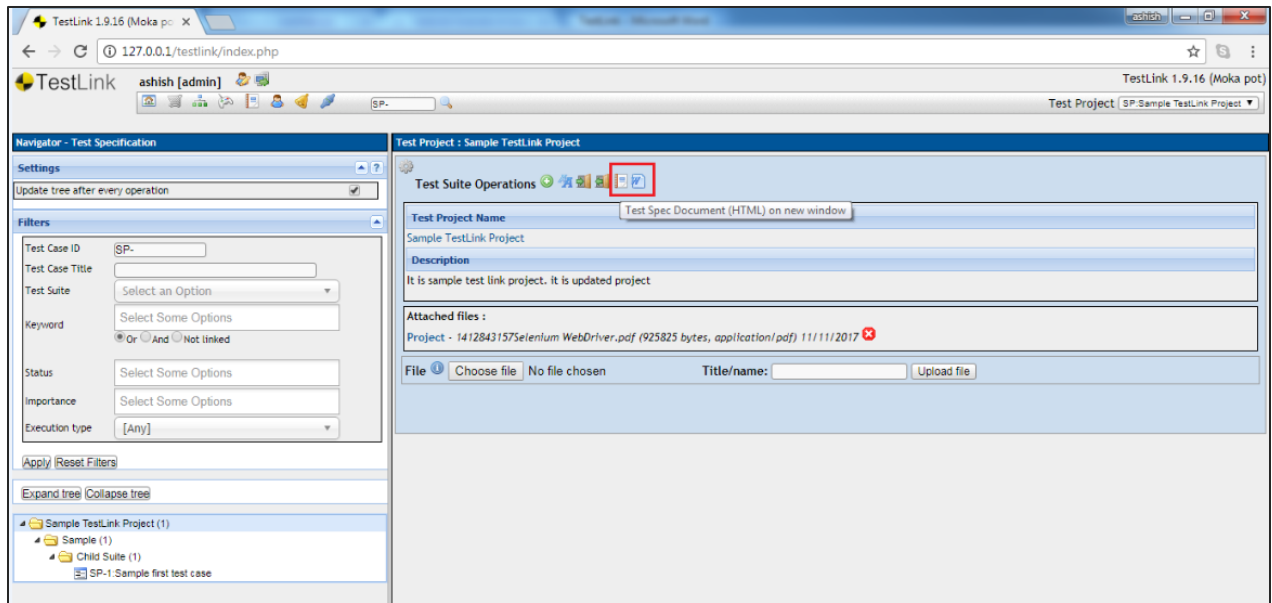 TestLink 1.9.16 (Moka po
ashish
127.0.0.1/testlink/index.php
TestLink
ashish [admin]
TestLink 1.9.16 (Moka pot)
SP-
Test Project SP:Sample TestLink Project
Navigator - Test Specification
Settings
?
Update tree after every operation
Filters
Test Case ID SP-
Test Case Title
Test Suite Select an Option
Keyword Select Some Options
Or And Not linked
Status Select Some Options
Importance Select Some Options
Execution type [Any]
Apply Reset Filters
Expand tree Collapse tree
Sample TestLink Project (1)
Sample (1)
Child Suite (1)
SP-1:Sample first test case
Test Project : Sample TestLink Project
Test Suite Operations
Test Spec Document (HTML) on new window
Test Project Name
Sample TestLink Project
Description
It is sample test link project. it is updated project
Attached files :
Project - 1412843157Selenium WebDriver.pdf (925825 bytes, application/pdf) 11/11/2017
File Choose file No file chosen Title/name: Upload file